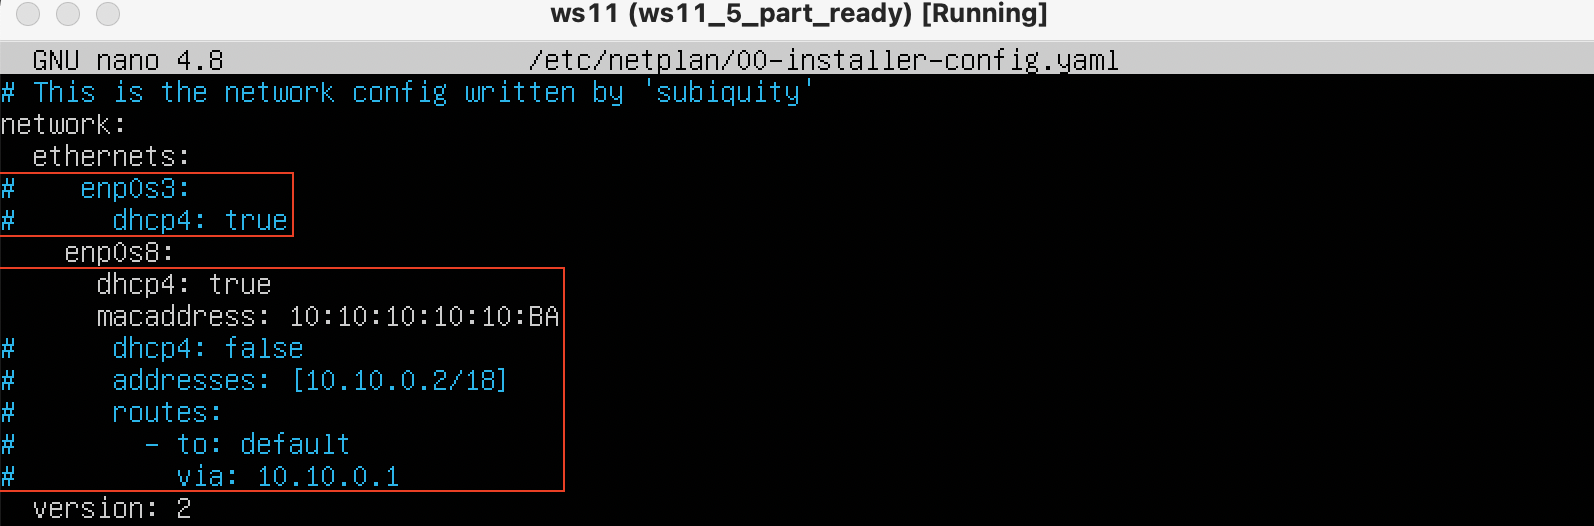 ws11 (ws11_5_part_ready) [Running]
GNU nano 4.8 /etc/netplan/00-installer-config.yaml
# This is the network config written by 'subiquity'
network:
  ethernets:
#    enp0s3:
#      dhcp4: true
    enp0s8:
      dhcp4: true
      macaddress: 10:10:10:10:10:BA
#      dhcp4: false
#      addresses: [10.10.0.2/18]
#      routes:
#        - to: default
#          via: 10.10.0.1
  version: 2